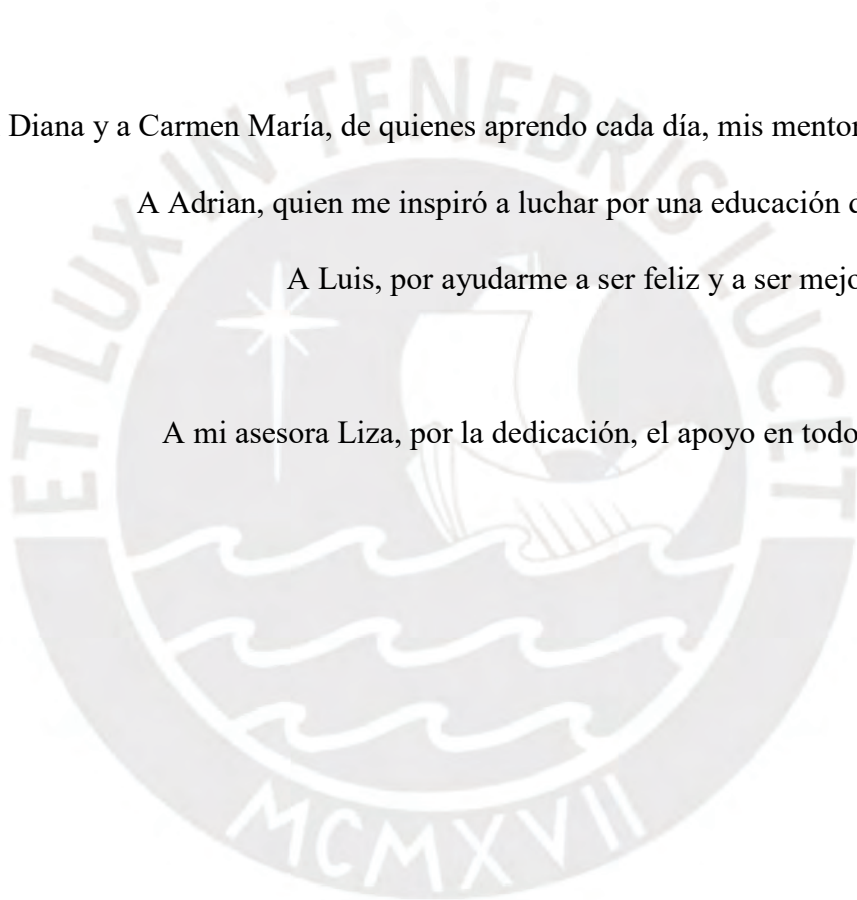 ET LUX IN TENEBRIS LUCET
Diana y a Carmen María, de quienes aprendo cada día, mis
A Adrian, quien me inspiró a luchar por una educación
A Luis, por ayudarme a ser feliz y a ser
A mi asesora Liza, por la dedicación, el apoyo en todo
MCMXVII